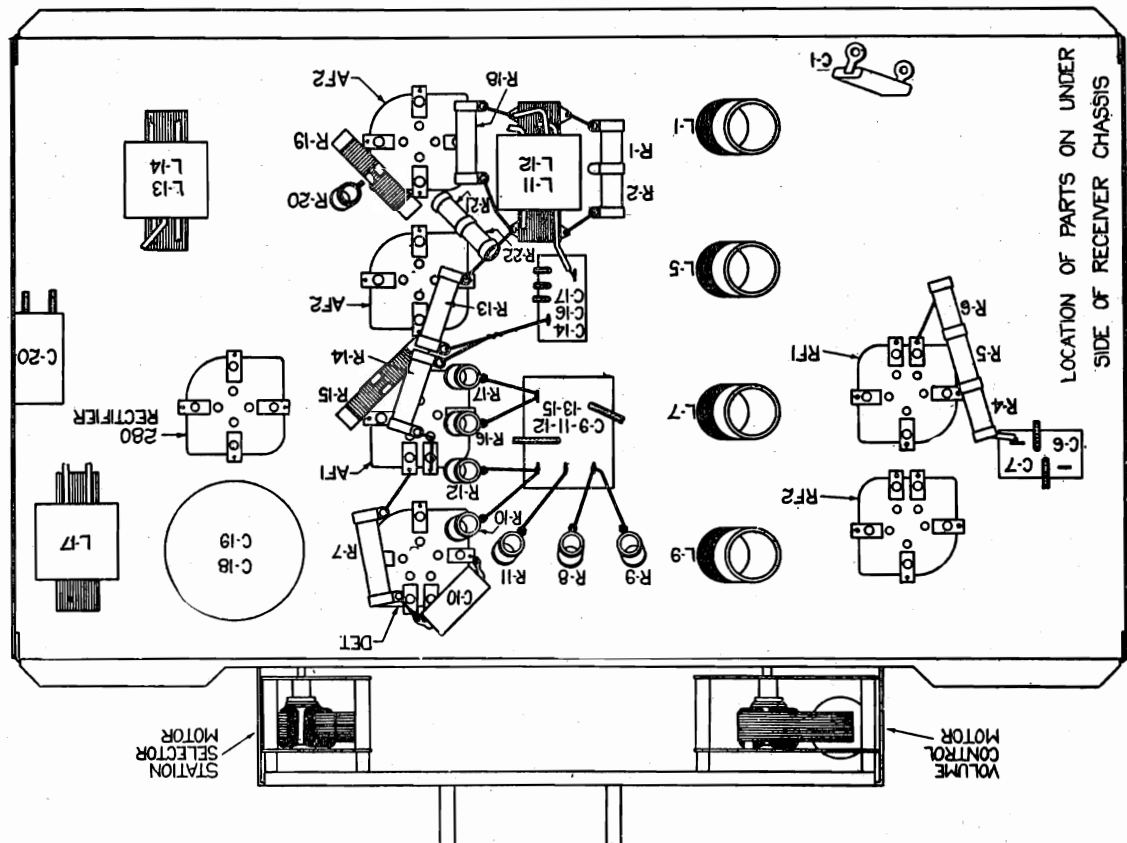 LOCATION OF PARTS ON UNDER
SIDE OF RECEIVER CHASSIS
VOLUME
CONTROL
MOTOR
STATION
SELECTOR
MOTOR
DET.
L-9
R-9
R-8
R-11
R-10
C-10
R-7
C-18
C-19
L-17
RF2
C-6
C-7
R-4
R-5
R-6
RF1
L-7
C-9-11-12
-13-15
R-12
R-16
R-17
AF1
R-15
R-14
280
RECTIFIER
C-20
L-5
C-14
C-16
C-17
R-13
AF2
R-22
R-21
R-20
R-19
L-1
R-2
R-1
L-11
L-12
R-18
AF2
L-13
L-14
C-1